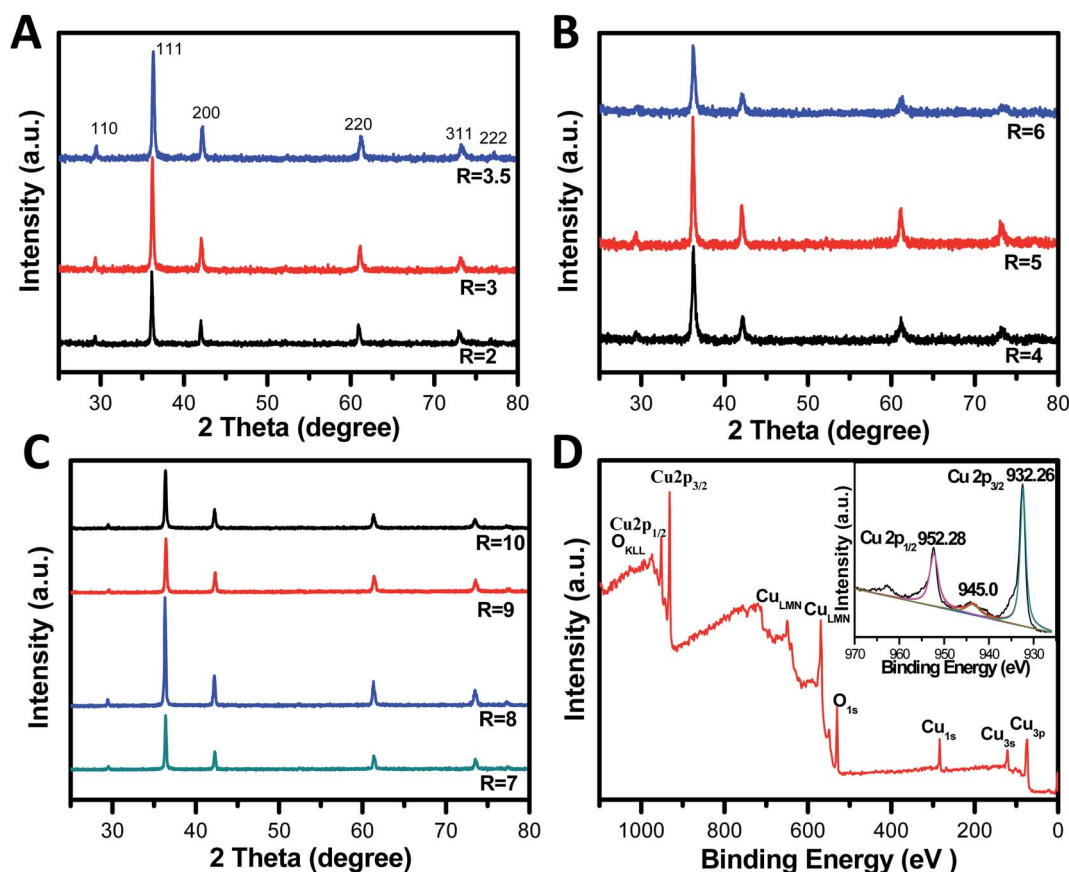 A
Intensity (a.u.)
110
111
200
220
311
222
R=3.5
R=3
R=2
30 40 50 60 70 80
2 Theta (degree)
B
Intensity (a.u.)
R=6
R=5
R=4
30 40 50 60 70 80
2 Theta (degree)
C
Intensity (a.u.)
R=10
R=9
R=8
R=7
30 40 50 60 70 80
2 Theta (degree)
D
Intensity (a.u.)
Cu2p3/2
Cu2p1/2
OKLL
CuLMN
CuLMN
O1s
Cu1s
Cu3s
Cu3p
1000 800 600 400 200 0
Binding Energy (eV )
Intensity (a.u.)
Cu 2p3/2 932.26
Cu 2p1/2 952.28
945.0
970 960 950 940 930
Binding Energy (eV)